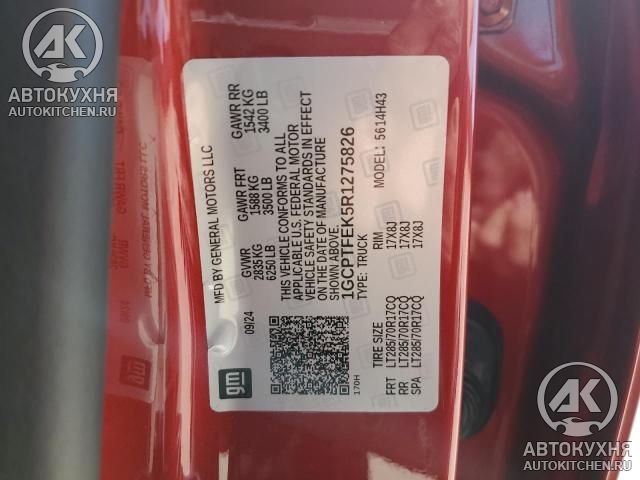 АВТОКУХНЯ
AUTOKITCHEN.RU
MFD BY GENERAL MOTORS LLC
09/24
GVWR GAWR FRT GAWR RR
2835 KG 1588 KG 1542 KG
6250 LB 3500 LB 3400 LB
THIS VEHICLE CONFORMS TO ALL
APPLICABLE U.S. FEDERAL MOTOR
VEHICLE SAFETY STANDARDS IN EFFECT
ON THE DATE OF MANUFACTURE
SHOWN ABOVE.
1GCPTFEK5R1275826
TYPE: TRUCK MODEL: 5614H43
TIRE SIZE RIM
FRT LT285/70R17CQ 17X8J
RR LT285/70R17CQ 17X8J
SPA LT285/70R17CQ 17X8J
gm
170H
АВТОКУХНЯ
AUTOKITCHEN.RU